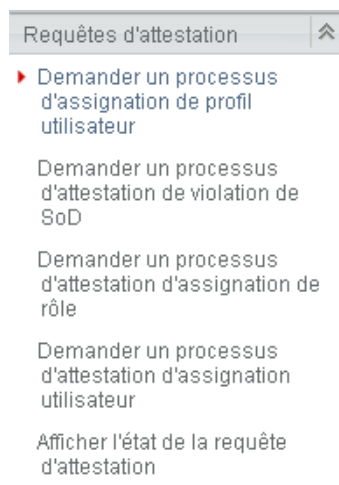 Requêtes d'attestation
Demander un processus
d'assignation de profil
utilisateur
Demander un processus
d'attestation de violation de
SoD
Demander un processus
d'attestation d'assignation de
rôle
Demander un processus
d'attestation d'assignation
utilisateur
Afficher l'état de la requête
d'attestation